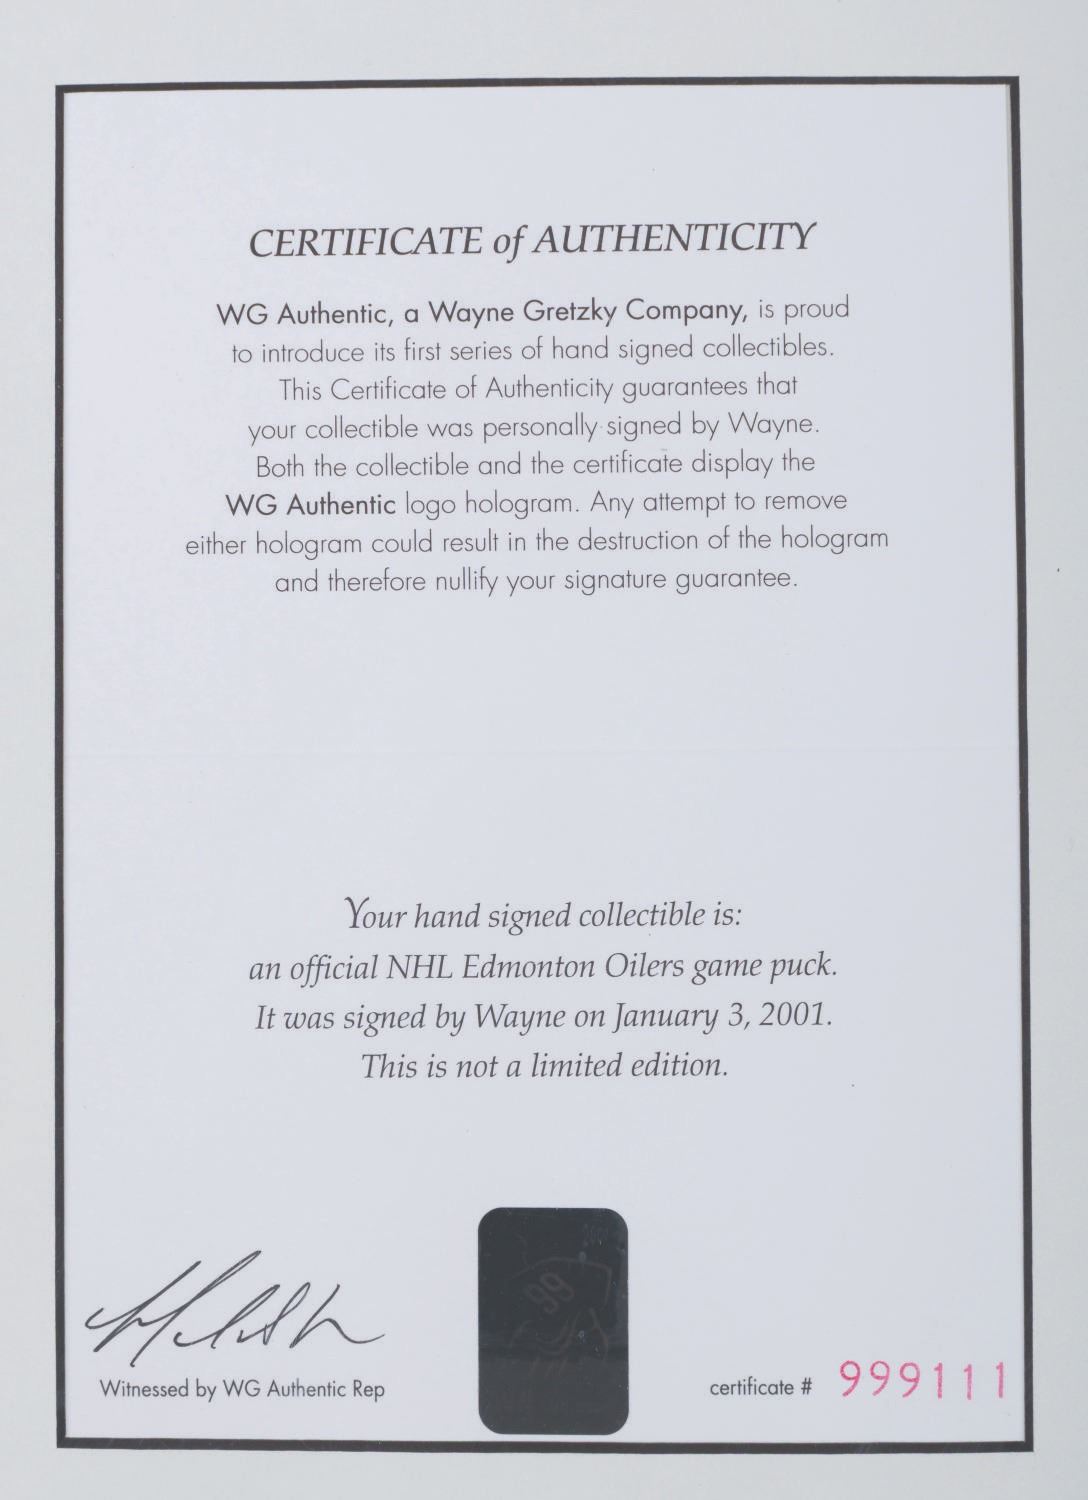 CERTIFICATE of AUTHENTICITY
WG Authentic, a Wayne Gretzky Company, is proud
to introduce its first series of hand signed collectibles.
This Certificate of Authenticity guarantees that
your collectible was personally signed by Wayne.
Both the collectible and the certificate display the
WG Authentic logo hologram. Any attempt to remove
either hologram could result in the destruction of the hologram
and therefore nullify your signature guarantee.
Your hand signed collectible is:
an official NHL Edmonton Oilers game puck.
It was signed by Wayne on January 3, 2001.
This is not a limited edition.
99
Witnessed by WG Authentic Rep
certificate # 999111